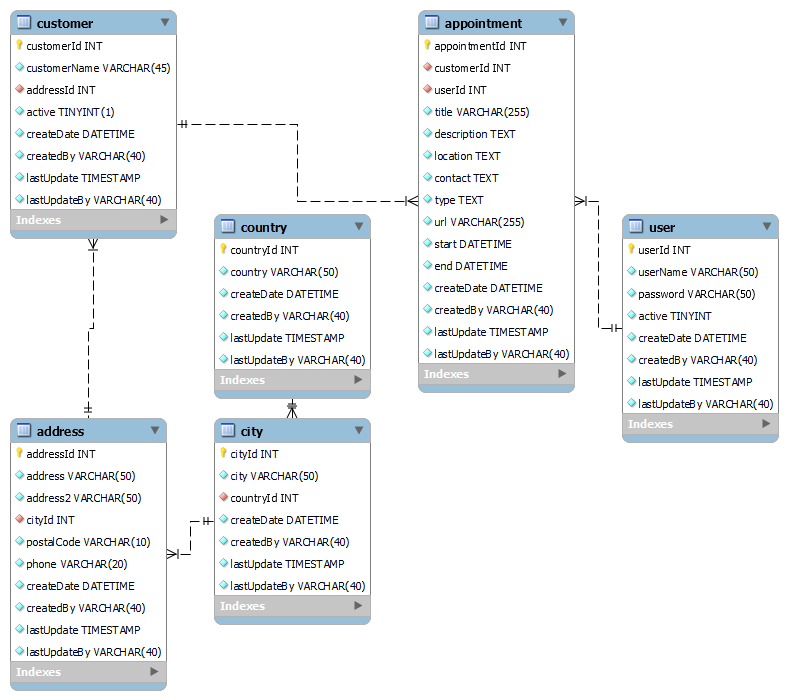 customer
customerId INT
customerName VARCHAR(45)
addressId INT
active TINYINT(1)
createDate DATETIME
createdBy VARCHAR(40)
lastUpdate TIMESTAMP
lastUpdateBy VARCHAR(40)
Indexes
appointment
appointmentId INT
customerId INT
userId INT
title VARCHAR(255)
description TEXT
location TEXT
contact TEXT
type TEXT
url VARCHAR(255)
start DATETIME
end DATETIME
createDate DATETIME
createdBy VARCHAR(40)
lastUpdate TIMESTAMP
lastUpdateBy VARCHAR(40)
Indexes
country
countryId INT
country VARCHAR(50)
createDate DATETIME
createdBy VARCHAR(40)
lastUpdate TIMESTAMP
lastUpdateBy VARCHAR(40)
Indexes
user
userId INT
userName VARCHAR(50)
password VARCHAR(50)
active TINYINT
createDate DATETIME
createdBy VARCHAR(40)
lastUpdate TIMESTAMP
lastUpdateBy VARCHAR(40)
Indexes
address
addressId INT
address VARCHAR(50)
address2 VARCHAR(50)
cityId INT
postalCode VARCHAR(10)
phone VARCHAR(20)
createDate DATETIME
createdBy VARCHAR(40)
lastUpdate TIMESTAMP
lastUpdateBy VARCHAR(40)
Indexes
city
cityId INT
city VARCHAR(50)
countryId INT
createDate DATETIME
createdBy VARCHAR(40)
lastUpdate TIMESTAMP
lastUpdateBy VARCHAR(40)
Indexes